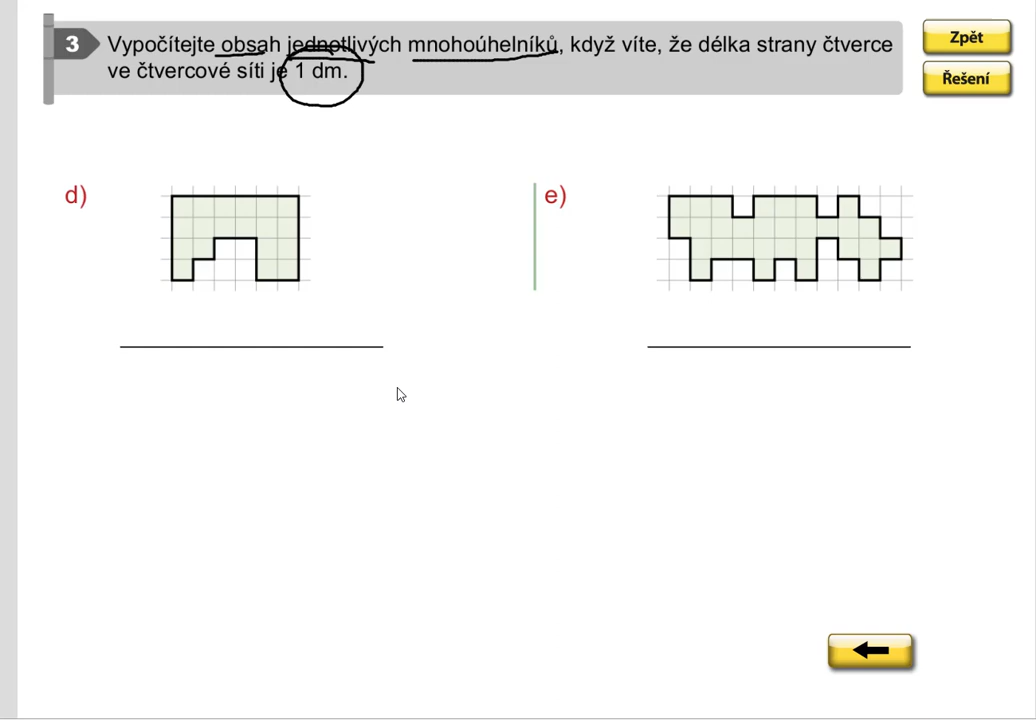 3 Vypočítejte obsah jednotlivých mnohoúhelníků, když víte, že délka strany čtverce
ve čtvercové síti je 1 dm.
Zpět
Řešení
d)
e)